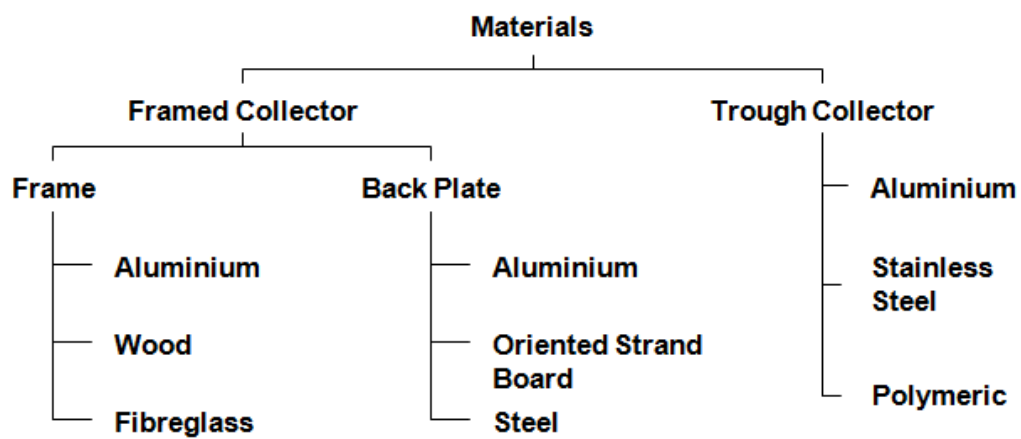 Materials
Framed Collector
Trough Collector
Frame
Back Plate
Aluminium
Wood
Fibreglass
Aluminium
Oriented Strand
Board
Steel
Aluminium
Stainless
Steel
Polymeric